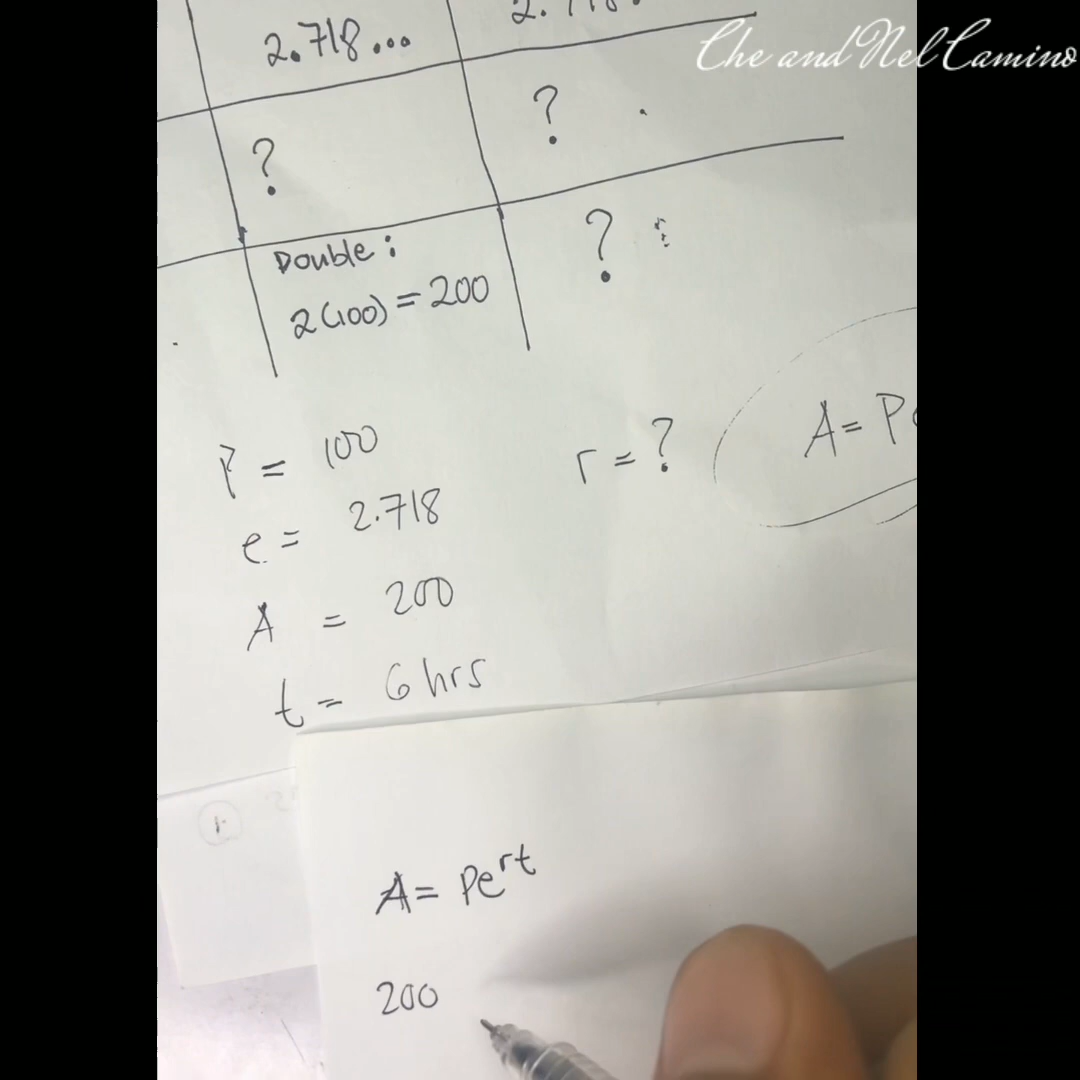 Che and Nel Camino
2.718...
?
?
Double:
2(100) = 200
?
P = 100
r = ?
A = P
e = 2.718
A = 200
t = 6 hrs
A = Pe^rt
200